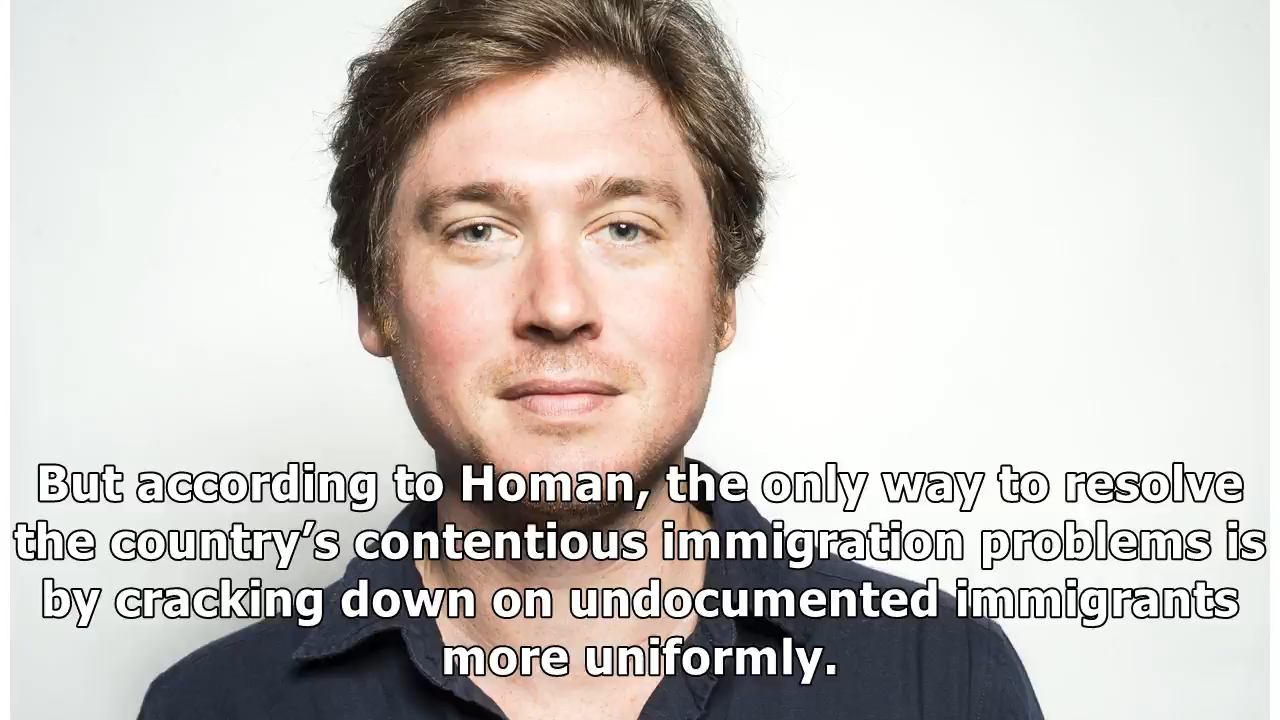 But according to Homan, the only way to resolve
the country’s contentious immigration problems is
by cracking down on undocumented immigrants
more uniformly.